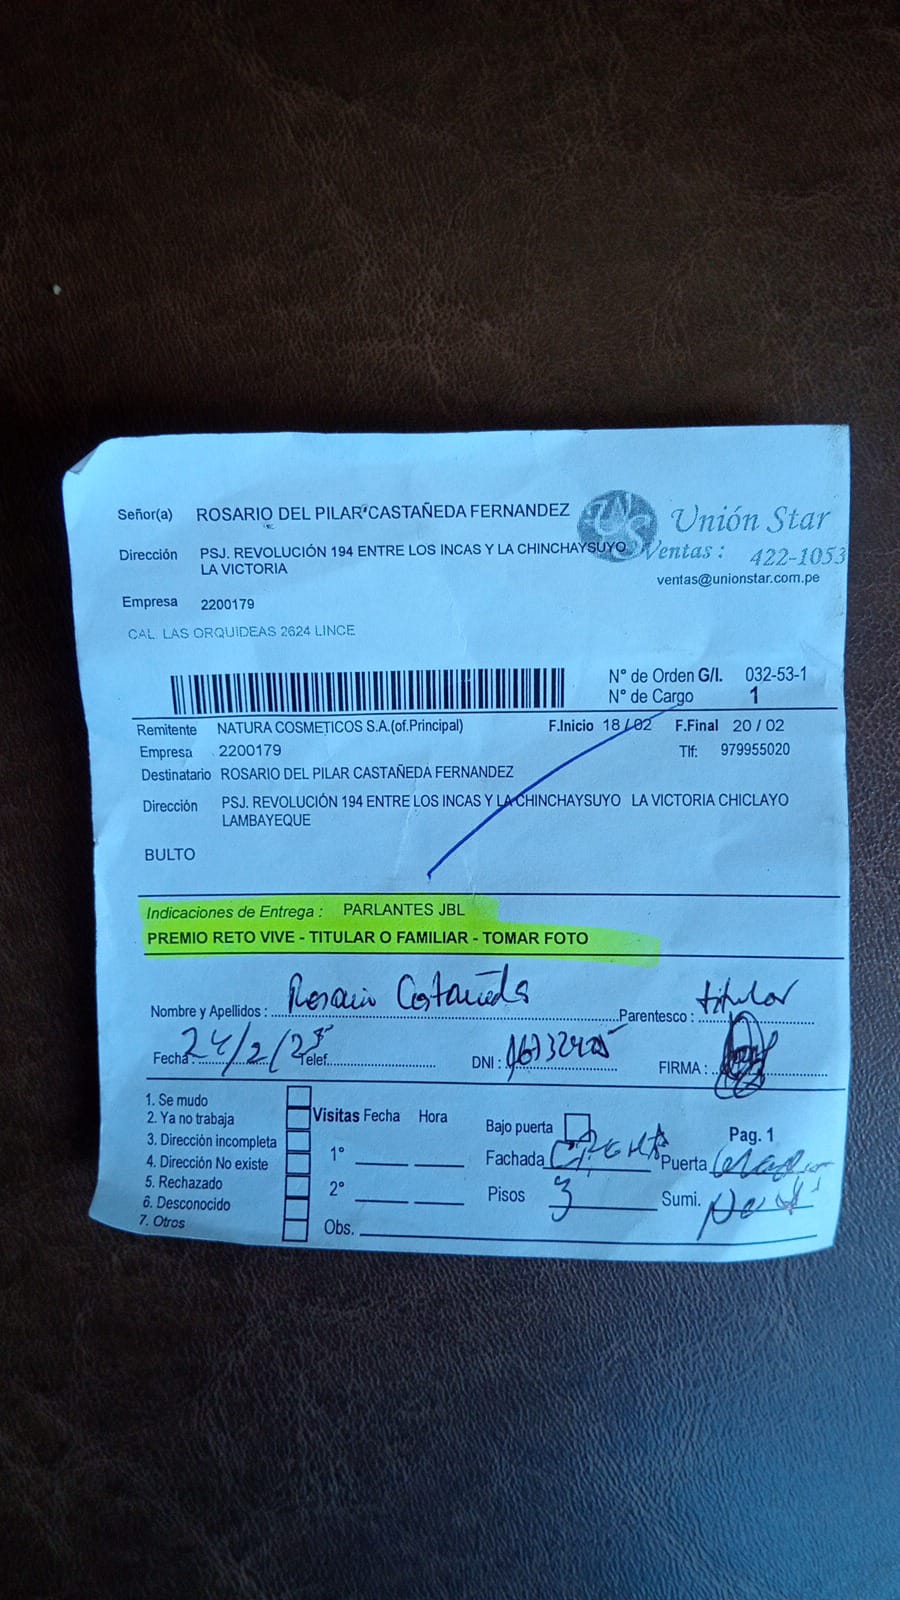 Señor(a) ROSARIO DEL PILAR CASTAÑEDA FERNANDEZ
Unión Star
Dirección PSJ. REVOLUCIÓN 194 ENTRE LOS INCAS Y LA CHINCHAYSUYO
LA VICTORIA
Ventas : 422-1053
ventas@unionstar.com.pe
Empresa 2200179
CAL. LAS ORQUIDEAS 2624 LINCE
N° de Orden G/I. 032-53-1
N° de Cargo 1
Remitente NATURA COSMETICOS S.A.(of.Principal) F.Inicio 18 / 02 F.Final 20 / 02
Empresa 2200179 Tlf: 979955020
Destinatario ROSARIO DEL PILAR CASTAÑEDA FERNANDEZ
Dirección PSJ. REVOLUCIÓN 194 ENTRE LOS INCAS Y LA CHINCHAYSUYO LA VICTORIA CHICLAYO
LAMBAYEQUE
BULTO
Indicaciones de Entrega : PARLANTES JBL
PREMIO RETO VIVE - TITULAR O FAMILIAR - TOMAR FOTO
Nombre y Apellidos : Rosario Castañeda Parentesco : titular
Fecha: 24/2/25 Telef. DNI : FIRMA :
1. Se mudo
2. Ya no trabaja
3. Dirección incompleta
4. Dirección No existe
5. Rechazado
6. Desconocido
7. Otros
Visitas Fecha Hora
1°
2°
Obs.
Bajo puerta Pag. 1
Fachada CREMA Puerta
Pisos 3 Sumi.